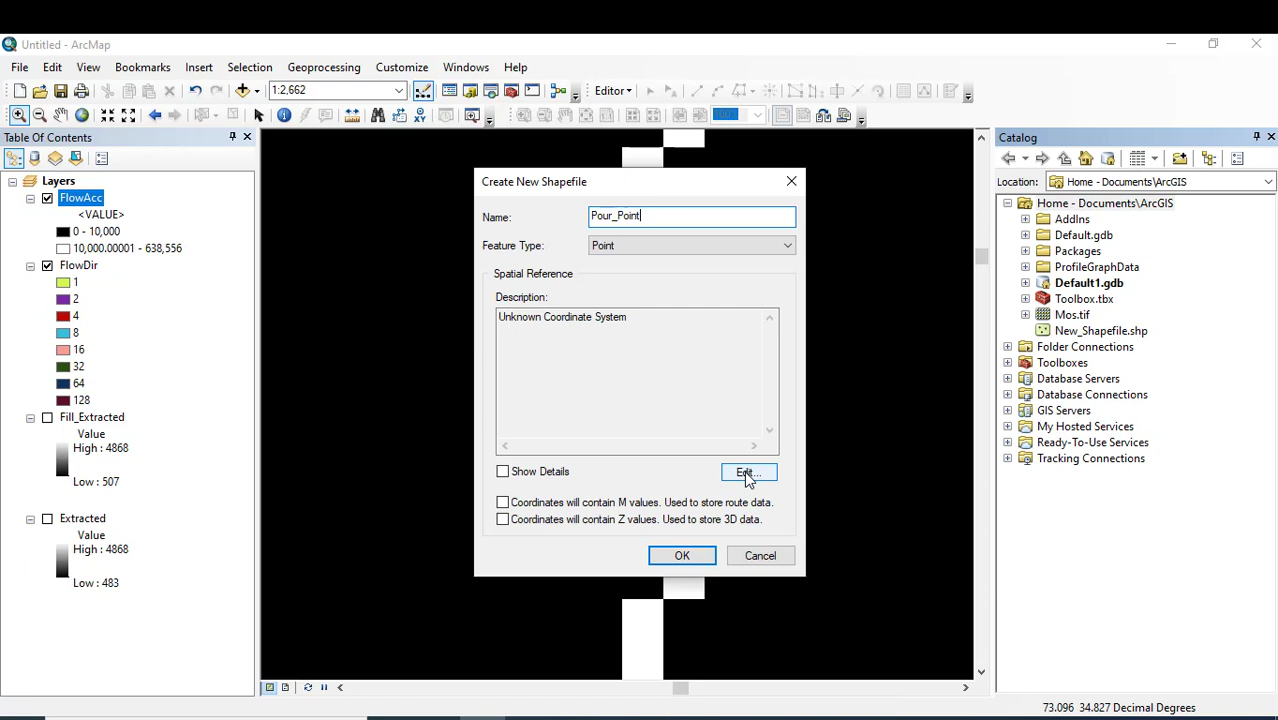 Untitled - ArcMap
File Edit View Bookmarks Insert Selection Geoprocessing Customize Windows Help
1:2,662
Editor
Table Of Contents
Layers
FlowAcc
<VALUE>
0 - 10,000
10,000.00001 - 638,556
FlowDir
1
2
4
8
16
32
64
128
Fill_Extracted
Value
High : 4868
Low : 507
Extracted
Value
High : 4868
Low : 483
Create New Shapefile
Name: Pour_Point
Feature Type: Point
Spatial Reference
Description:
Unknown Coordinate System
Show Details
Edit...
Coordinates will contain M values. Used to store route data.
Coordinates will contain Z values. Used to store 3D data.
OK Cancel
Catalog
Location: Home - Documents\ArcGIS
Home - Documents\ArcGIS
AddIns
Default.gdb
Packages
ProfileGraphData
Default1.gdb
Toolbox.tbx
Mos.tif
New_Shapefile.shp
Folder Connections
Toolboxes
Database Servers
Database Connections
GIS Servers
My Hosted Services
Ready-To-Use Services
Tracking Connections
73.096 34.827 Decimal Degrees